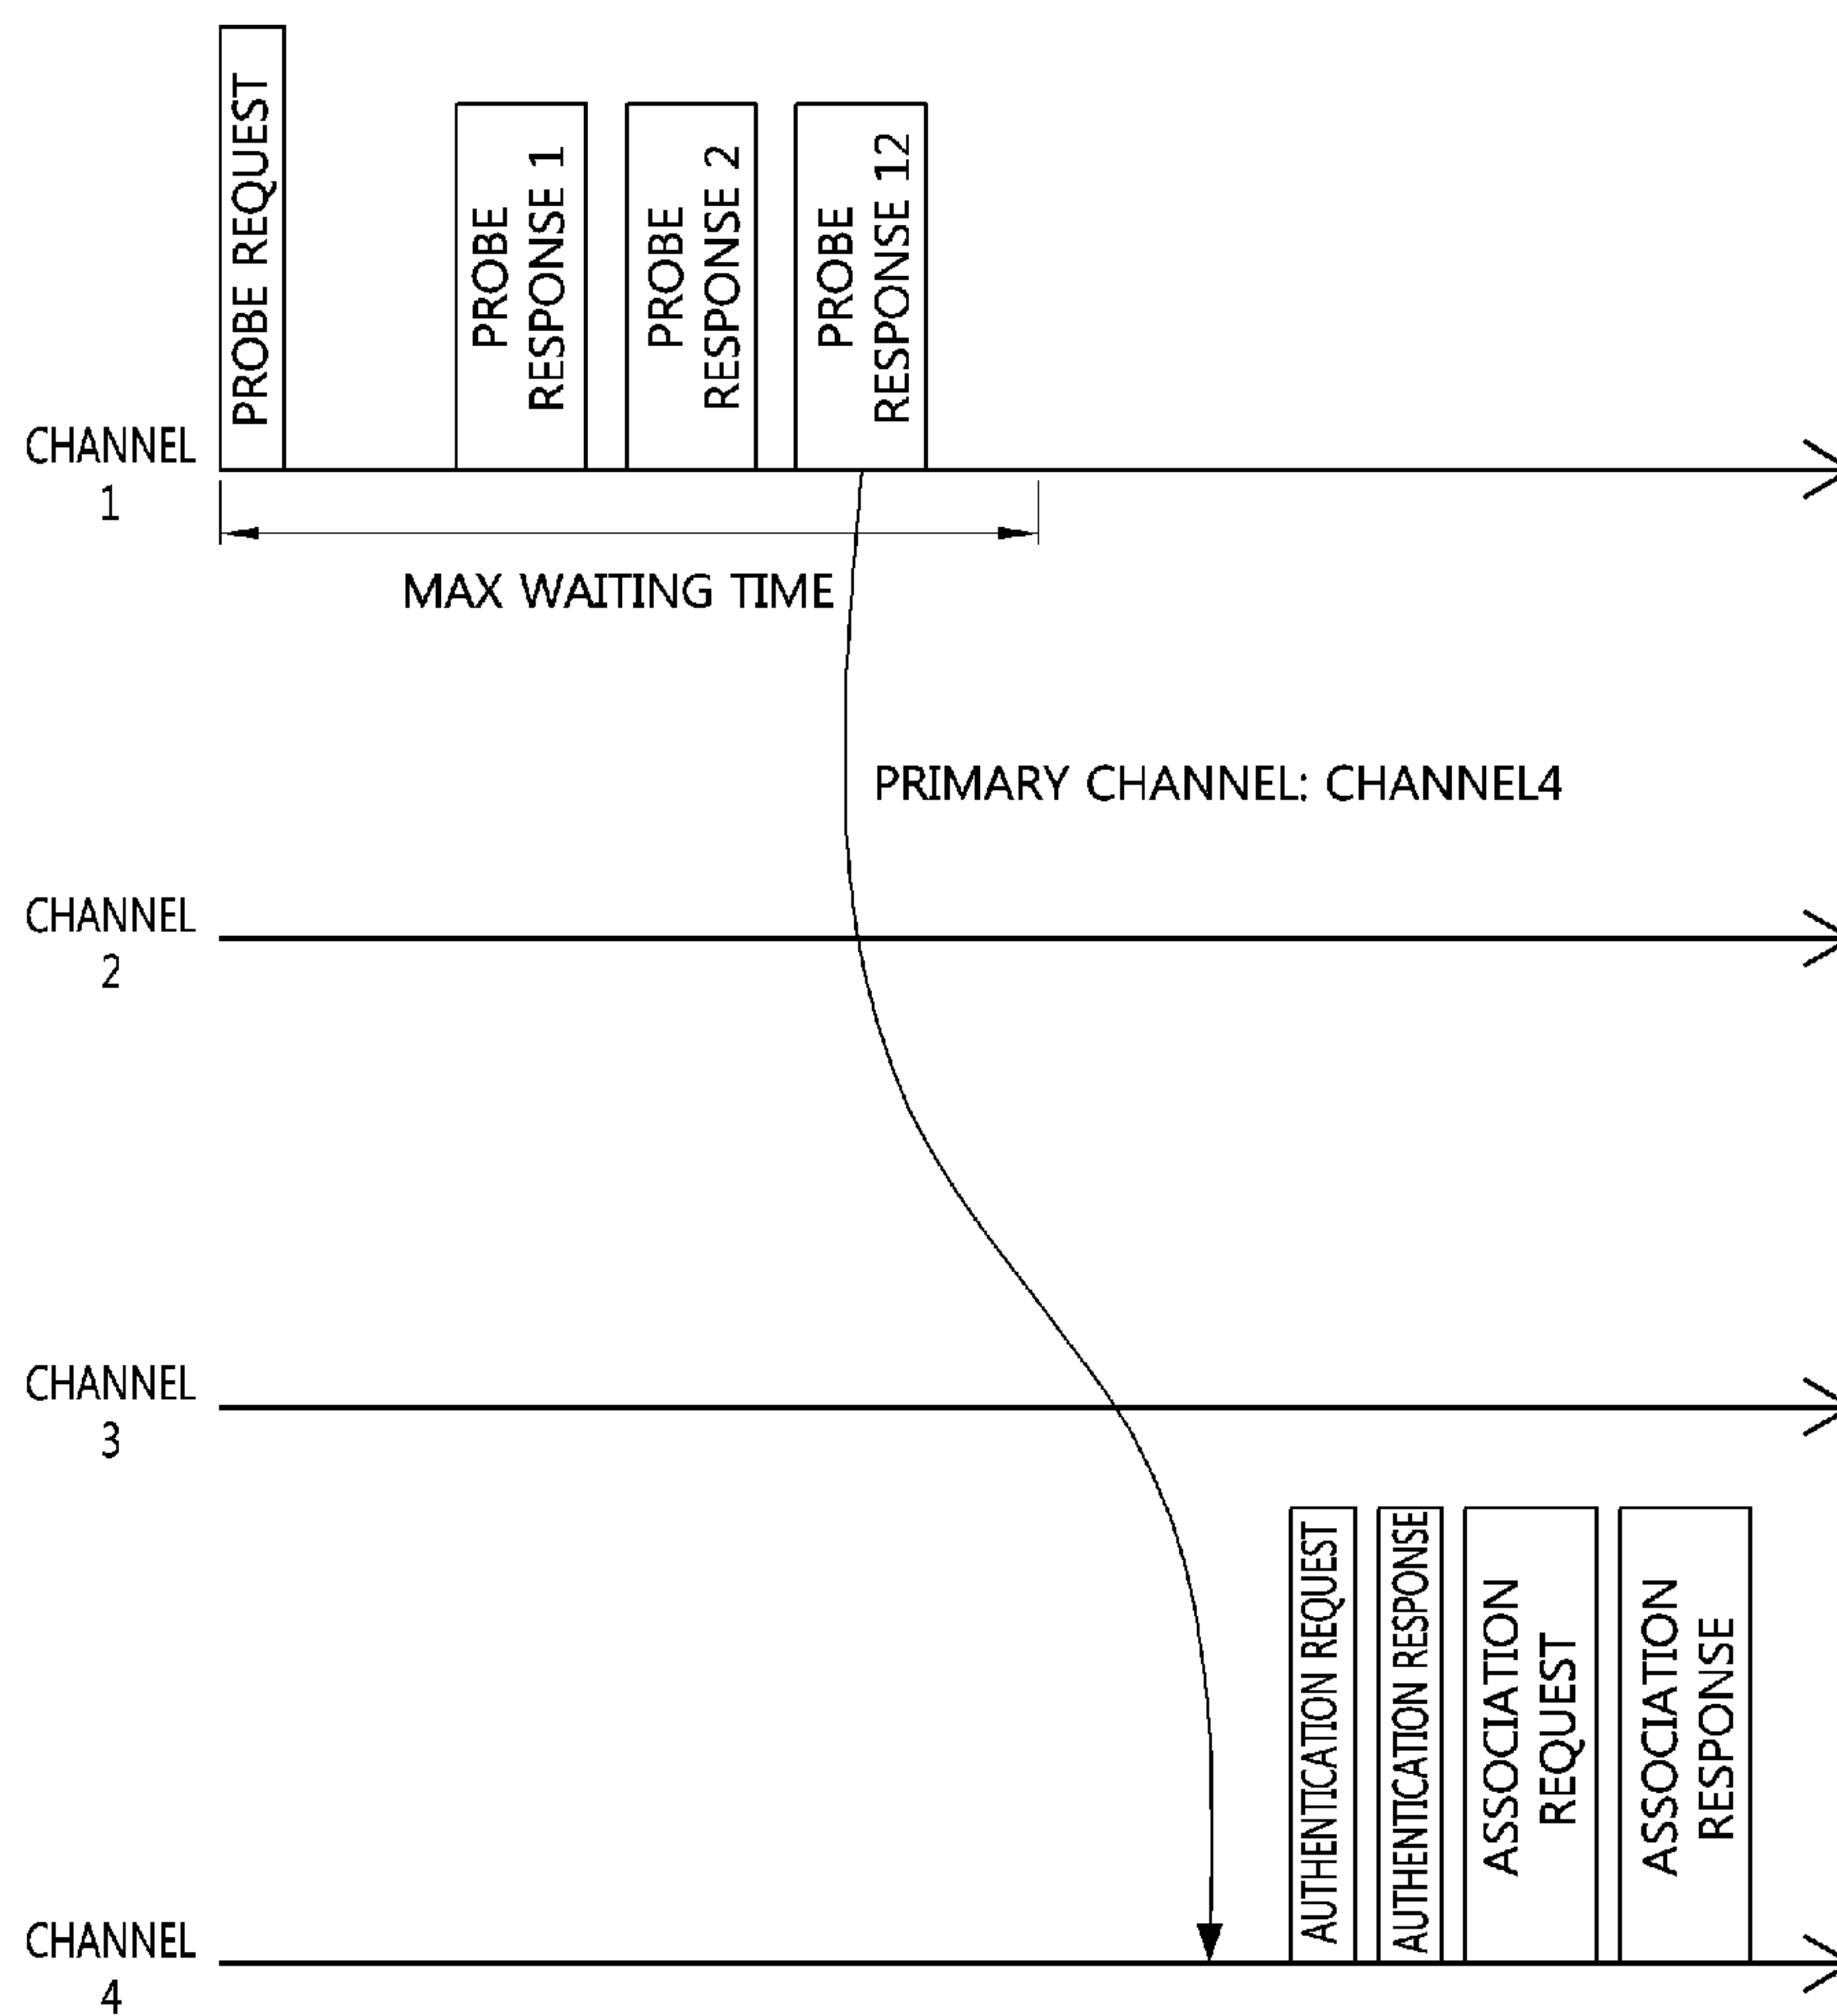 PROBE REQUEST
PROBE
RESPONSE 1
PROBE
RESPONSE 2
PROBE
RESPONSE 12
CHANNEL
1
MAX WAITING TIME
PRIMARY CHANNEL: CHANNEL4
CHANNEL
2
CHANNEL
3
AUTHENTICATION REQUEST
AUTHENTICATION RESPONSE
ASSOCIATION
REQUEST
ASSOCIATION
RESPONSE
CHANNEL
4